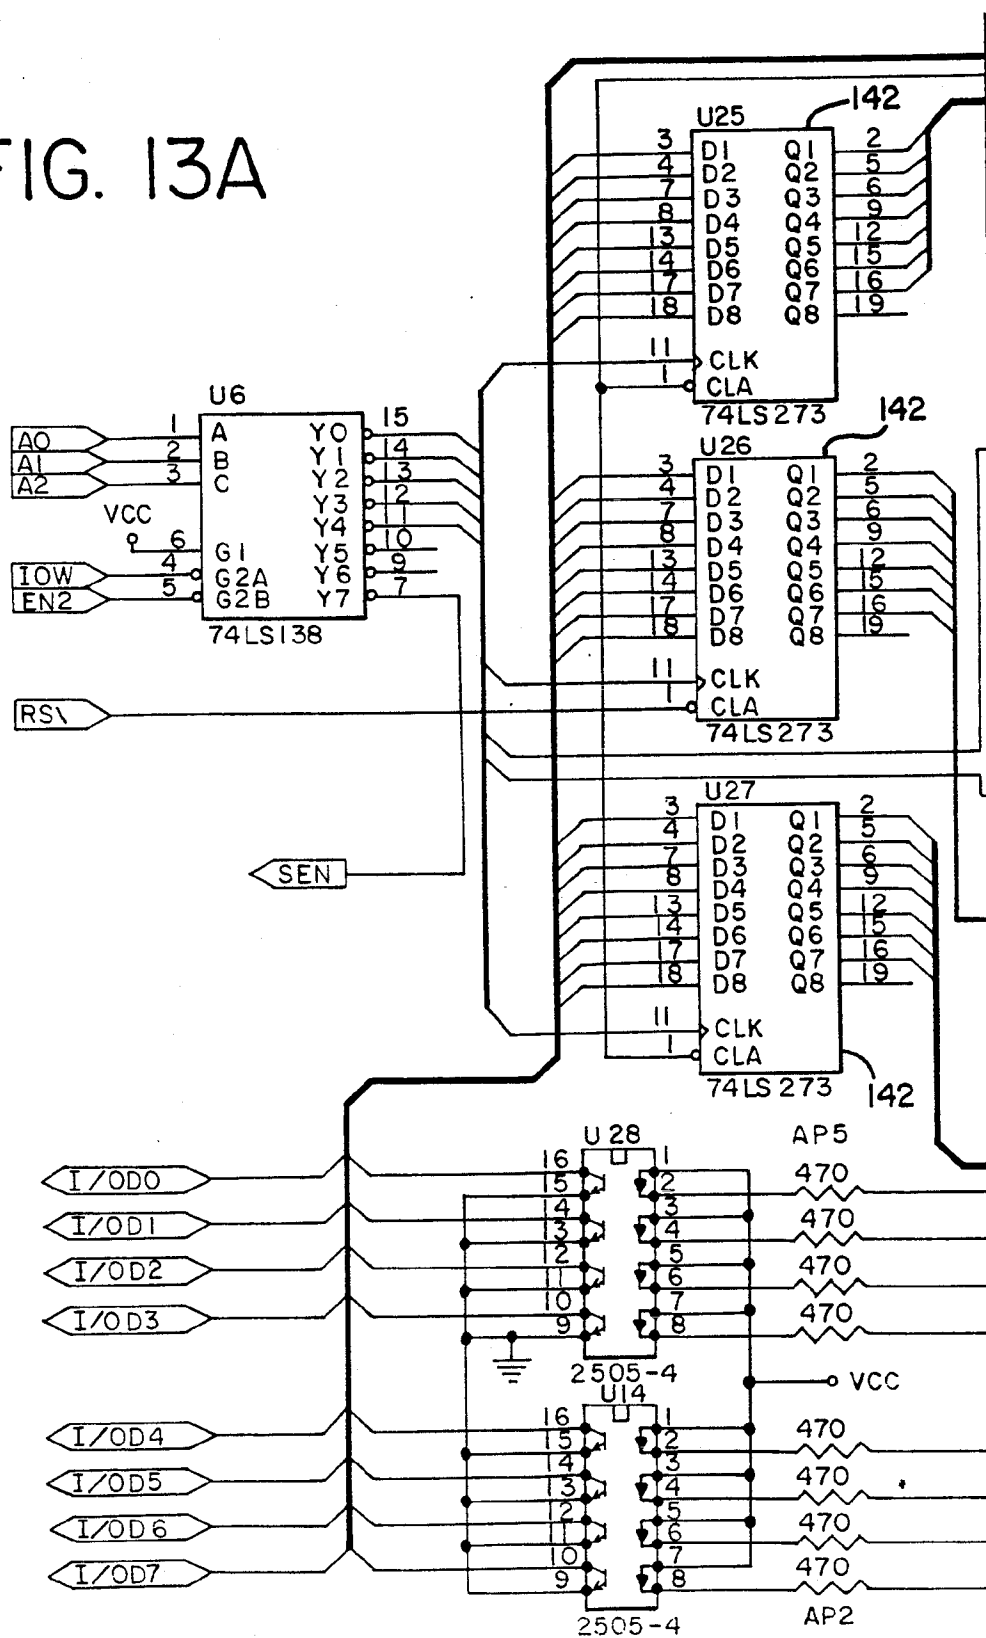 FIG. 13A
142
U25
3 D1 Q1 2
4 D2 Q2 5
7 D3 Q3 6
8 D4 Q4 9
13 D5 Q5 12
14 D6 Q6 15
17 D7 Q7 16
18 D8 Q8 19
11 CLK
1 CLA
74LS273
U6
A0 1 A Y0 15
A1 2 B Y1 14
A2 3 C Y2 13
Y3 12
VCC Y4 11
6 G1 Y5 10
IOW 4 G2A Y6 9
EN2 5 G2B Y7 7
74LS138
142
U26
3 D1 Q1 2
4 D2 Q2 5
7 D3 Q3 6
8 D4 Q4 9
13 D5 Q5 12
14 D6 Q6 15
17 D7 Q7 16
18 D8 Q8 19
11 CLK
1 CLA
74LS273
RS\
SEN
U27
3 D1 Q1 2
4 D2 Q2 5
7 D3 Q3 6
8 D4 Q4 9
13 D5 Q5 12
14 D6 Q6 15
17 D7 Q7 16
18 D8 Q8 19
11 CLK
1 CLA
74LS273
142
U28 AP5
I/OD0 16 1
15 2 470
I/OD1 14 3
13 4 470
I/OD2 12 5
11 6 470
I/OD3 10 7
9 8 470
2505-4
VCC
U14
I/OD4 16 1
15 2 470
I/OD5 14 3
13 4 470
I/OD6 12 5
11 6 470
I/OD7 10 7
9 8 470
2505-4 AP2